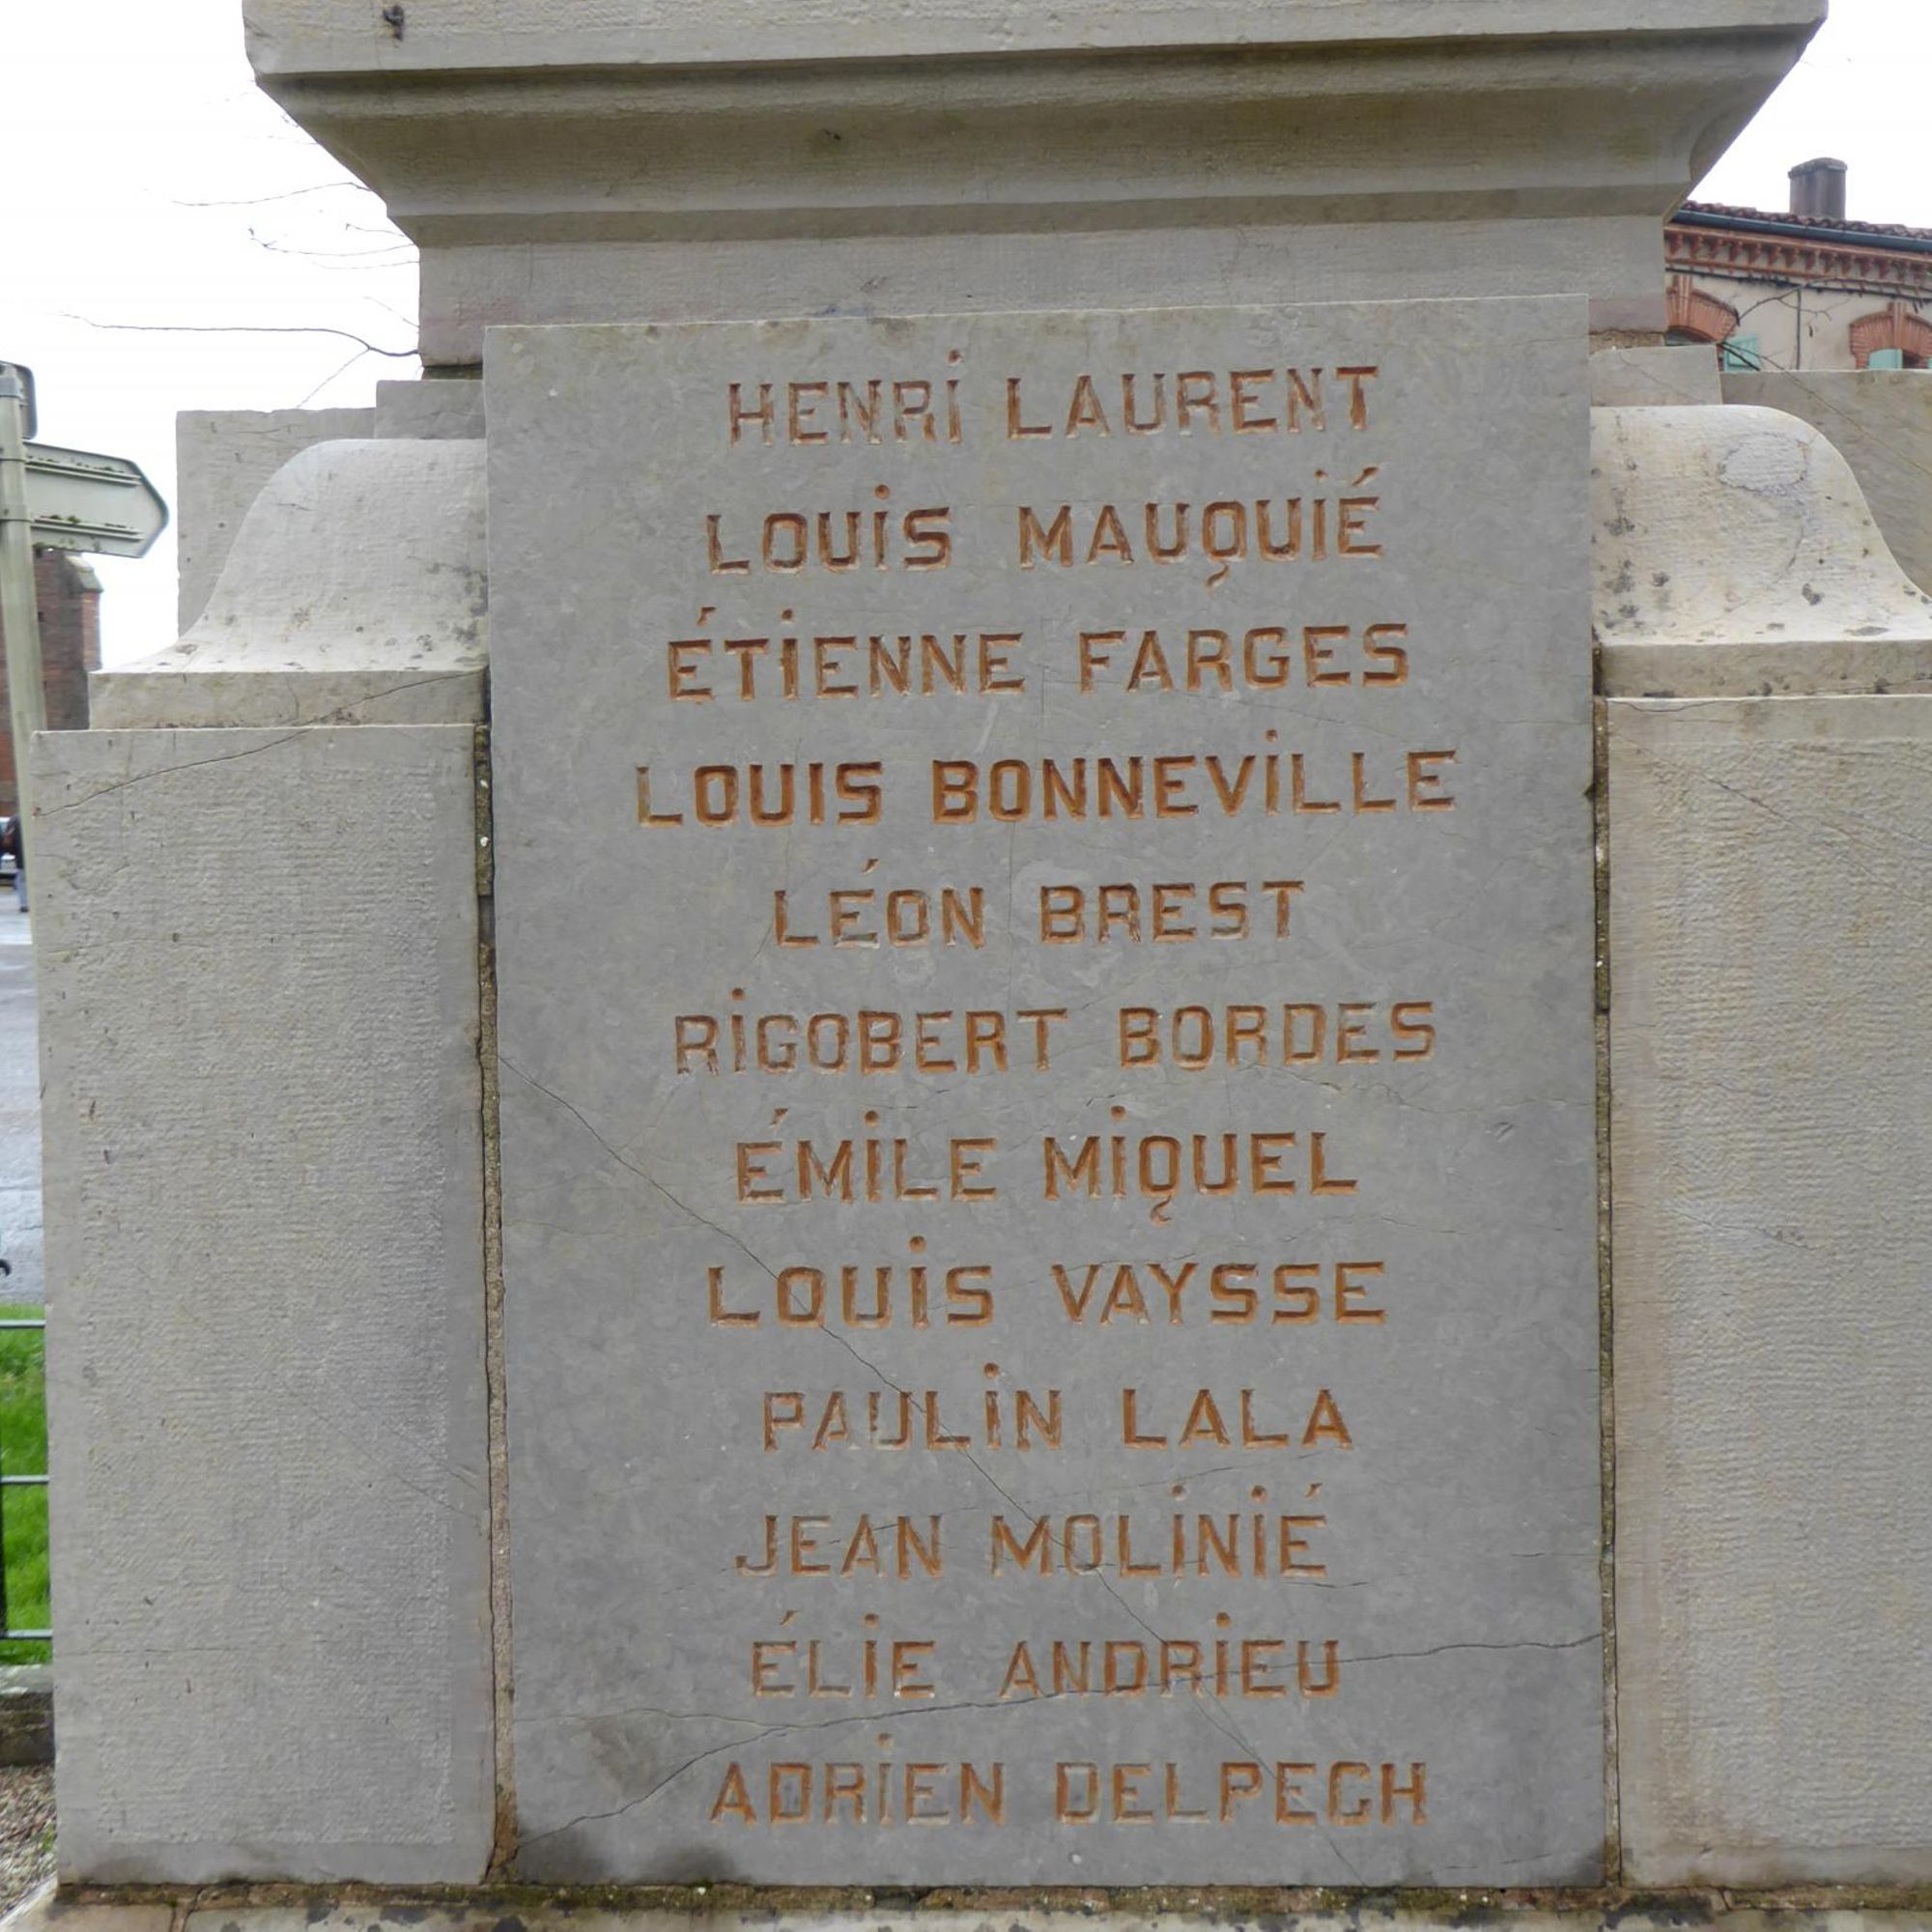 HENRi LAURENT
LOUiS MAUQUiÉ
ÉTiENNE FARGES
LOUIS BONNEViLLE
LÉON BREST
RiGOBERT BORDES
ÉMiLE MiQUEL
LOUiS VAYSSE
PAULiN LALA
JEAN MOLiNiÉ
ÉLiE ANDRiEU
ADRiEN DELPECH